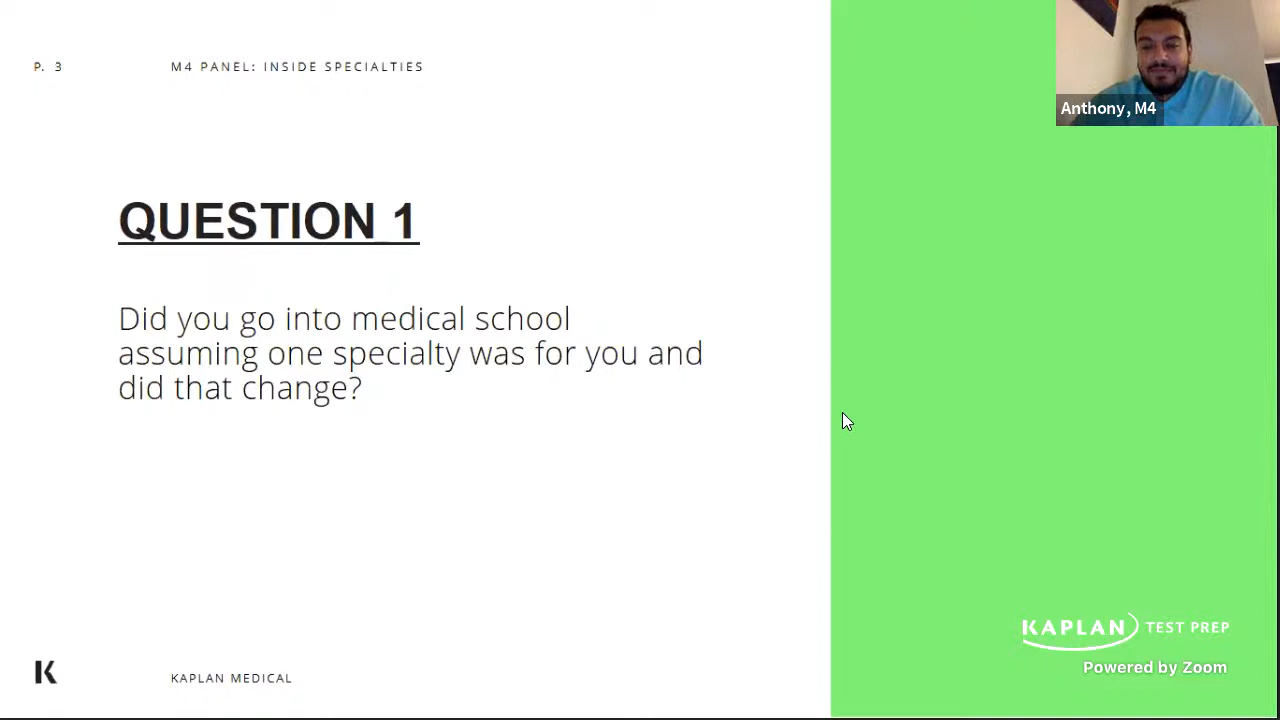 P. 3
M4 PANEL: INSIDE SPECIALTIES
Anthony, M4
QUESTION 1
Did you go into medical school
assuming one specialty was for you and
did that change?
KAPLAN TEST PREP
Powered by Zoom
K
KAPLAN MEDICAL